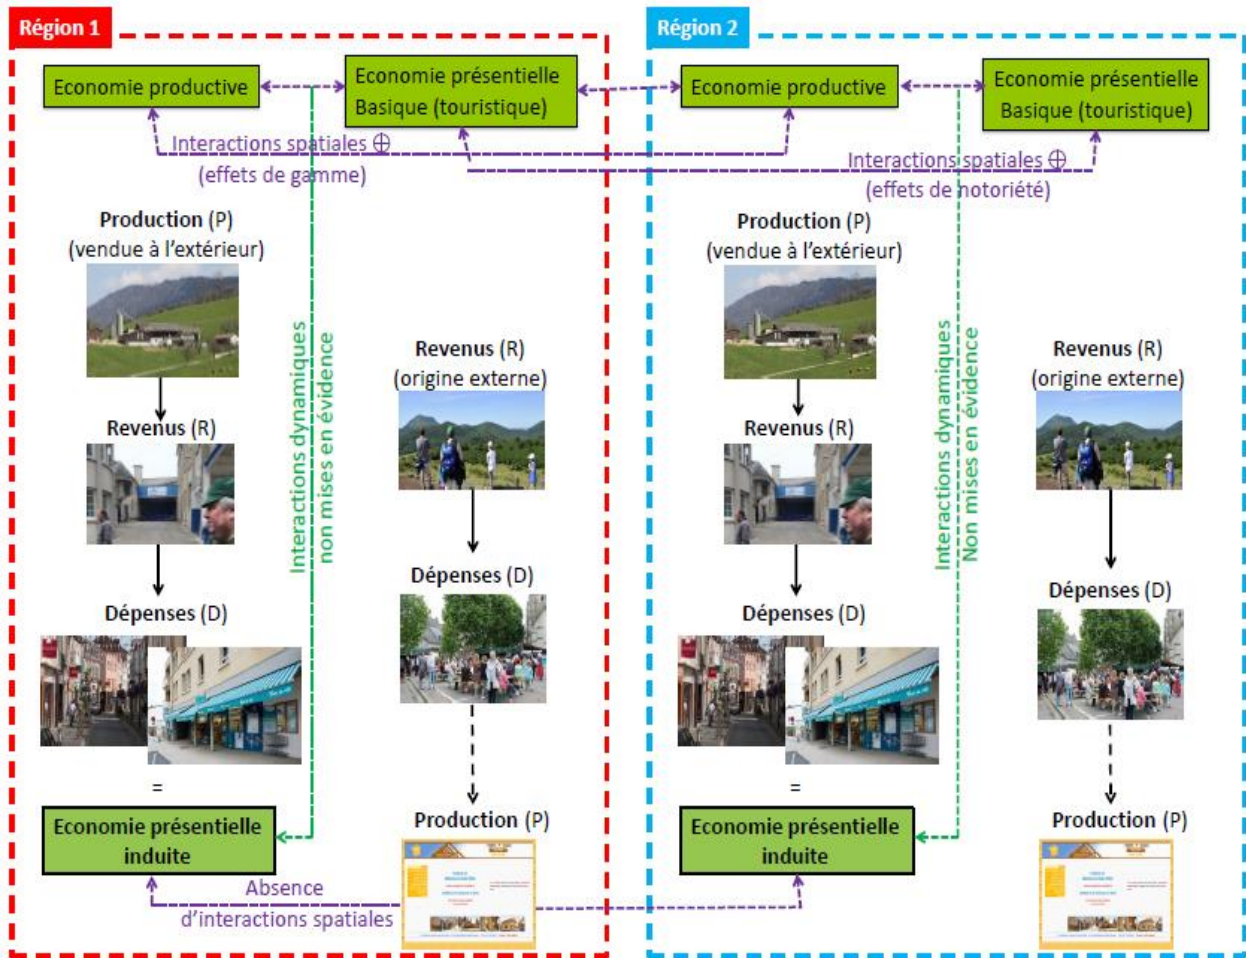 Région 1
Economie productive
Economie présentielle
Basique (touristique)
Interactions spatiales ⊕
(effets de gamme)
Production (P)
(vendue à l'extérieur)
Revenus (R)
Dépenses (D)
=
Economie présentielle
induite
Interactions dynamiques
non mises en évidence
Revenus (R)
(origine externe)
Dépenses (D)
Production (P)
Absence
d'interactions spatiales
Région 2
Economie productive
Economie présentielle
Basique (touristique)
Interactions spatiales ⊕
(effets de notoriété)
Production (P)
(vendue à l'extérieur)
Revenus (R)
Dépenses (D)
=
Economie présentielle
induite
Interactions dynamiques
Non mises en évidence
Revenus (R)
(origine externe)
Dépenses (D)
Production (P)